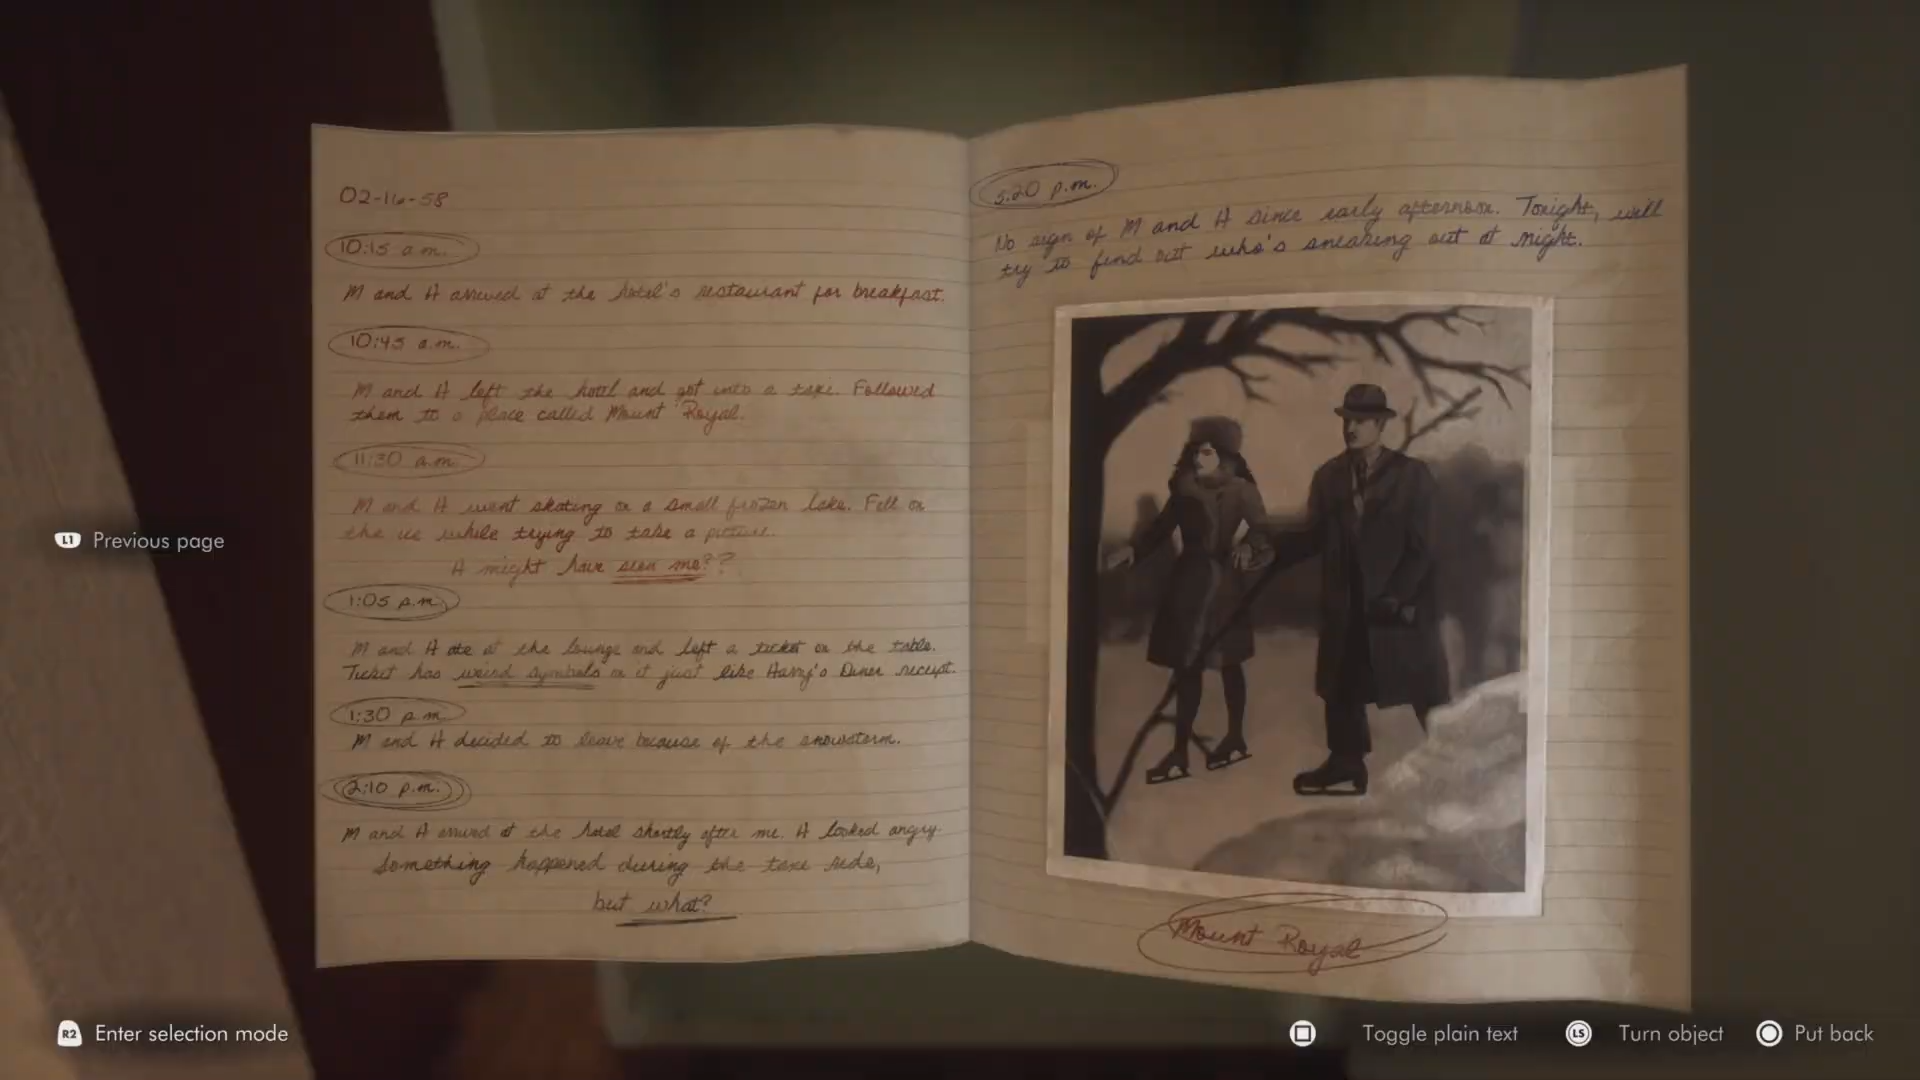 02-16-58
10:15 a.m.
M and A arrived at the hotel's restaurant for breakfast.
10:45 a.m.
M and A left the hotel and got into a taxi. Followed
them to a place called Mount Royal.
11:30 a.m.
M and A went skating on a small frozen lake. Fell on
the ice while trying to take a picture.
A might have seen me??
1:05 p.m.
M and A ate at the lounge and left a ticket on the table.
Ticket has weird symbols on it just like Harry's Diner receipt.
1:30 p.m.
M and A decided to leave because of the snowstorm.
2:10 p.m.
M and A arrived at the hotel shortly after me. A looked angry.
Something happened during the taxi ride,
but what?
5:20 p.m.
No sign of M and A since early afternoon. Tonight, will
try to find out who's sneaking out at night.
Mount Royal
L1 Previous page
R2 Enter selection mode
Toggle plain text
LS Turn object
Put back